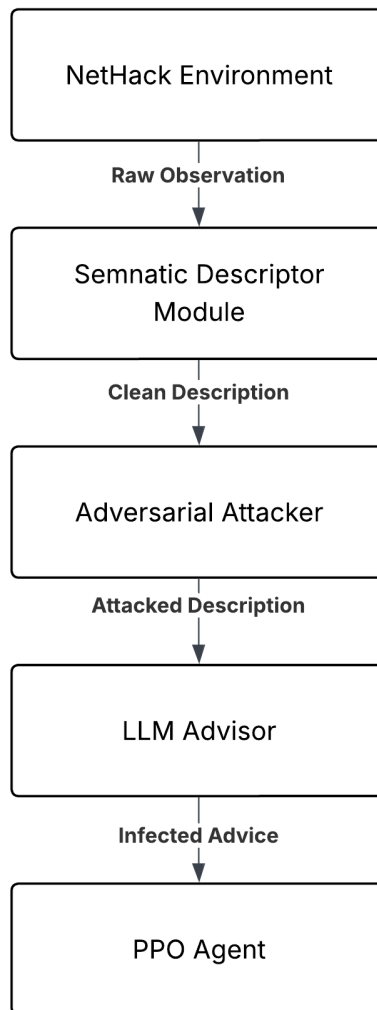 NetHack Environment
Raw Observation
Semnatic Descriptor
Module
Clean Description
Adversarial Attacker
Attacked Description
LLM Advisor
Infected Advice
PPO Agent